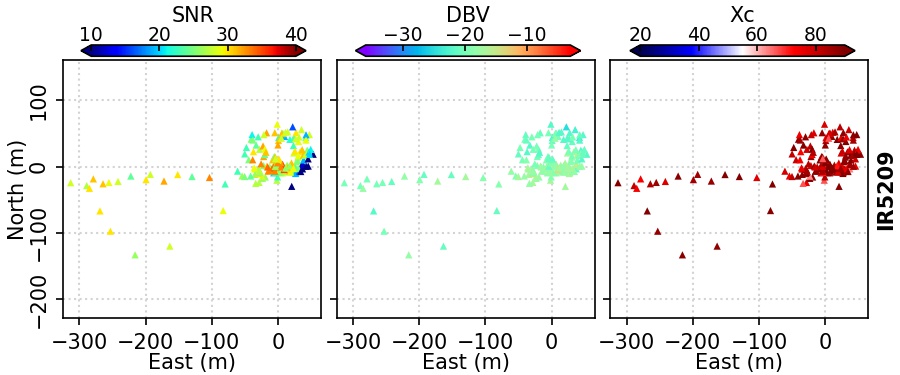 SNR DBV Xc
10 20 30 40 −30 −20 −10 20 40 60 80
100
0
−100
−200
North (m)
−300 −200 −100 0 −300 −200 −100 0 −300 −200 −100 0
East (m) East (m) East (m)
IR5209